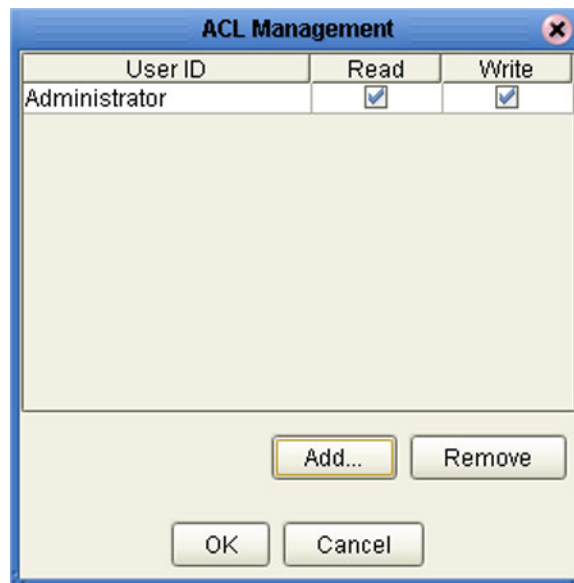 ACL Management
User ID Read Write
Administrator
Add... Remove
OK Cancel